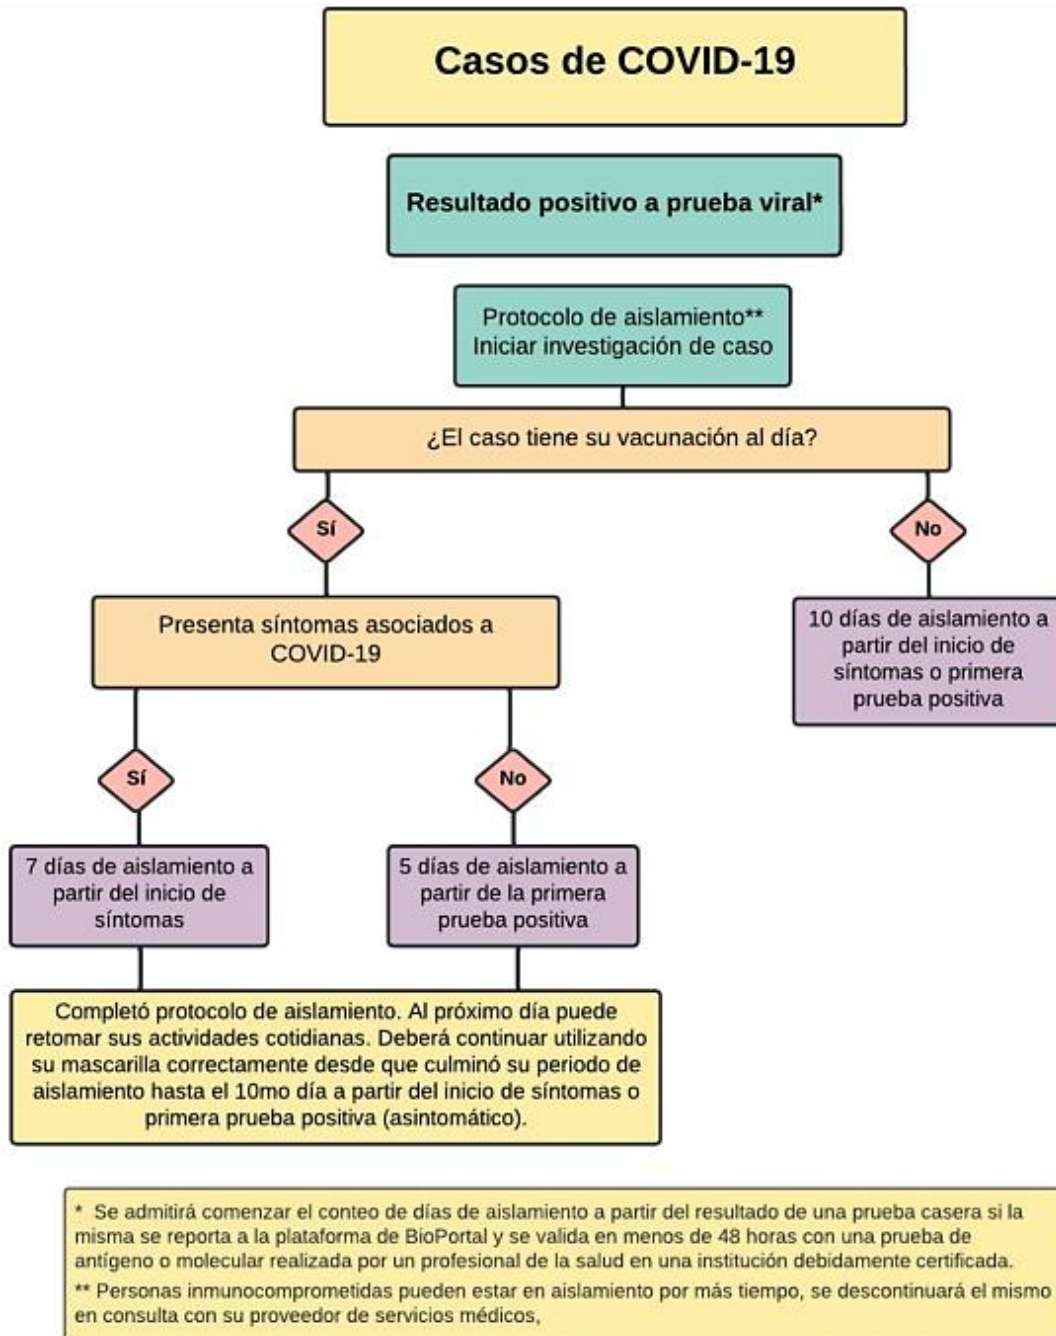 Casos de COVID-19
Resultado positivo a prueba viral*
Protocolo de aislamiento**
Iniciar investigación de caso
¿El caso tiene su vacunación al día?
Sí
No
Presenta síntomas asociados a
COVID-19
10 días de aislamiento a
partir del inicio de
síntomas o primera
prueba positiva
Sí
No
7 días de aislamiento a
partir del inicio de
síntomas
5 días de aislamiento a
partir de la primera
prueba positiva
Completó protocolo de aislamiento. Al próximo día puede
retomar sus actividades cotidianas. Deberá continuar utilizando
su mascarilla correctamente desde que culminó su periodo de
aislamiento hasta el 10mo día a partir del inicio de síntomas o
primera prueba positiva (asintomático).
* Se admitirá comenzar el conteo de días de aislamiento a partir del resultado de una prueba casera si la
misma se reporta a la plataforma de BioPortal y se valida en menos de 48 horas con una prueba de
antígeno o molecular realizada por un profesional de la salud en una institución debidamente certificada.
** Personas inmunocomprometidas pueden estar en aislamiento por más tiempo, se descontinuará el mismo
en consulta con su proveedor de servicios médicos,